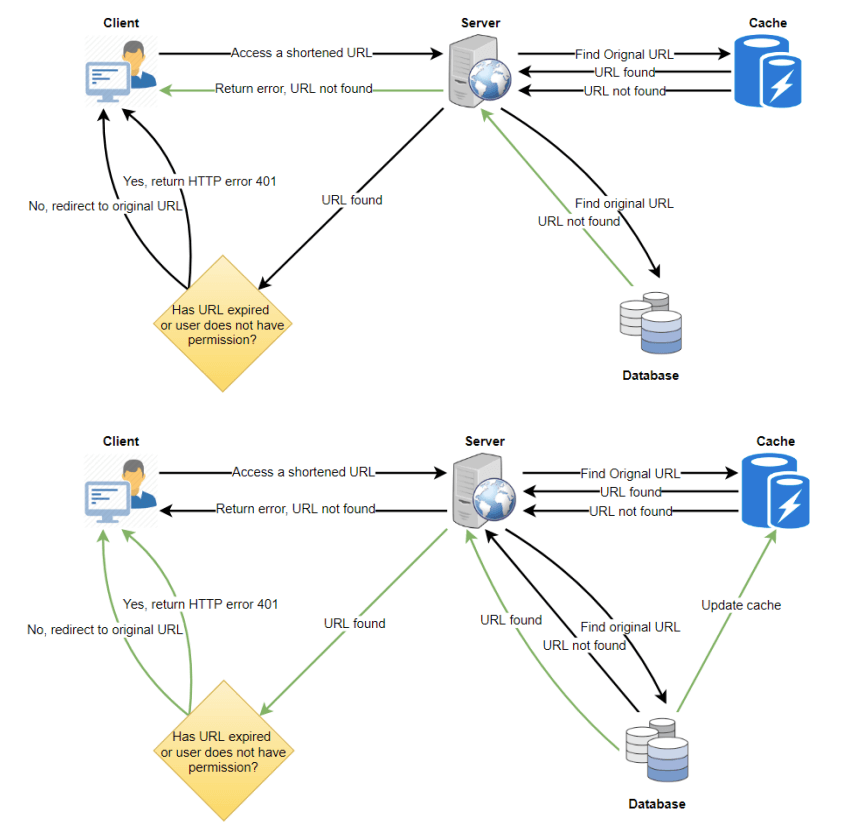 Client
Server
Cache
Access a shortened URL
Find Orignal URL
URL found
Return error, URL not found
URL not found
Yes, return HTTP error 401
No, redirect to original URL
URL found
Find original URL
URL not found
Has URL expired
or user does not have
permission?
Database
Client
Server
Cache
Access a shortened URL
Find Orignal URL
URL found
Return error, URL not found
URL not found
Yes, return HTTP error 401
Update cache
No, redirect to original URL
URL found
URL found
Find original URL
URL not found
Has URL expired
or user does not have
permission?
Database